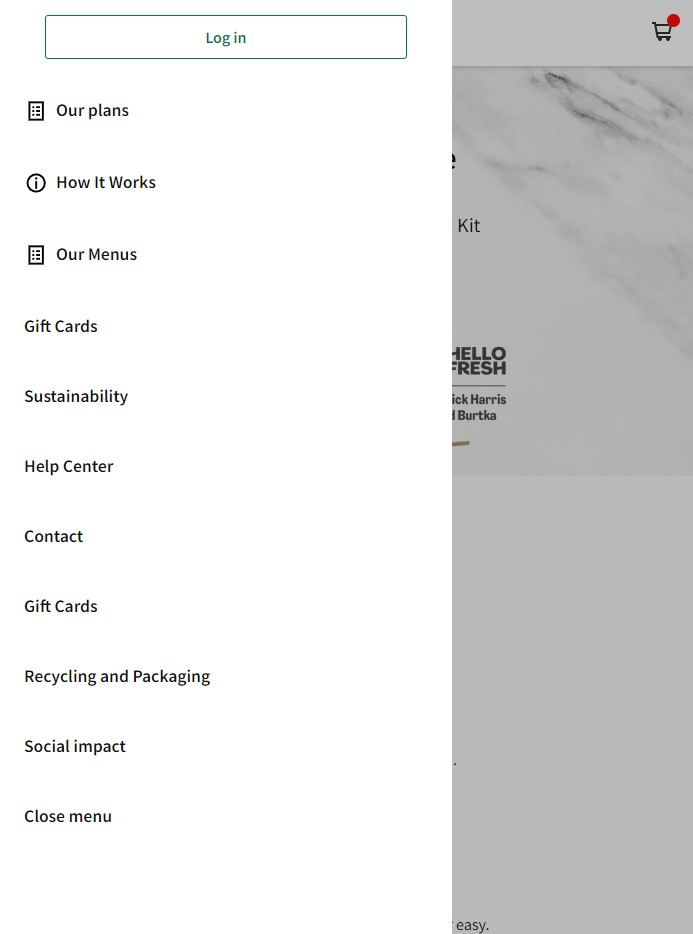 Log in
Our plans
How It Works
Our Menus
Gift Cards
Sustainability
Help Center
Contact
Gift Cards
Recycling and Packaging
Social impact
Close menu
Kit
HELLO
FRESH
Harris
Burtka
easy.